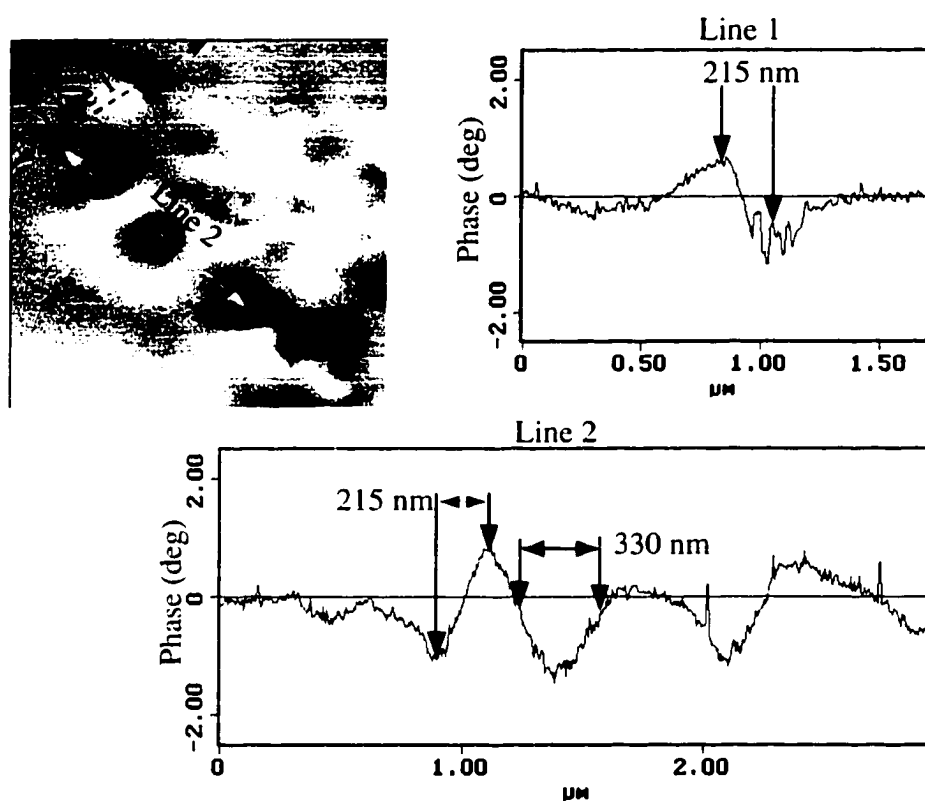 Line 1
215 nm
2.00
0
-2.00
Phase (deg)
0
0.50
1.00
1.50
µM
Line 2
Line 2
215 nm
330 nm
2.00
0
-2.00
Phase (deg)
0
1.00
2.00
µM